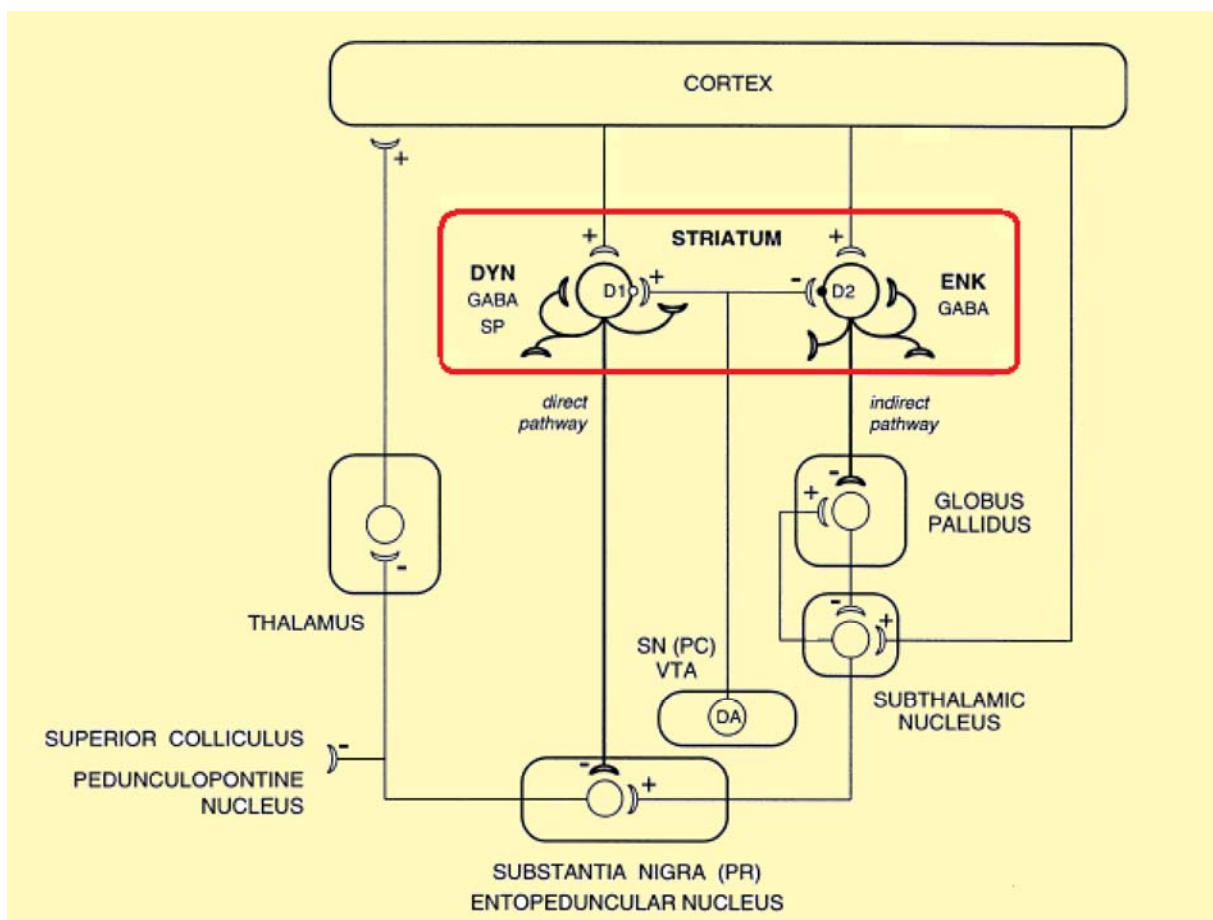 CORTEX
+
+
STRIATUM
+
DYN
GABA
SP
D1
+
-
D2
ENK
GABA
direct
pathway
indirect
pathway
-
+
GLOBUS
PALLIDUS
-
THALAMUS
-
+
SN (PC)
VTA
DA
SUBTHALAMIC
NUCLEUS
SUPERIOR COLLICULUS
-
PEDUNCULOPONTINE
NUCLEUS
-
+
SUBSTANTIA NIGRA (PR)
ENTOPEDUNCULAR NUCLEUS